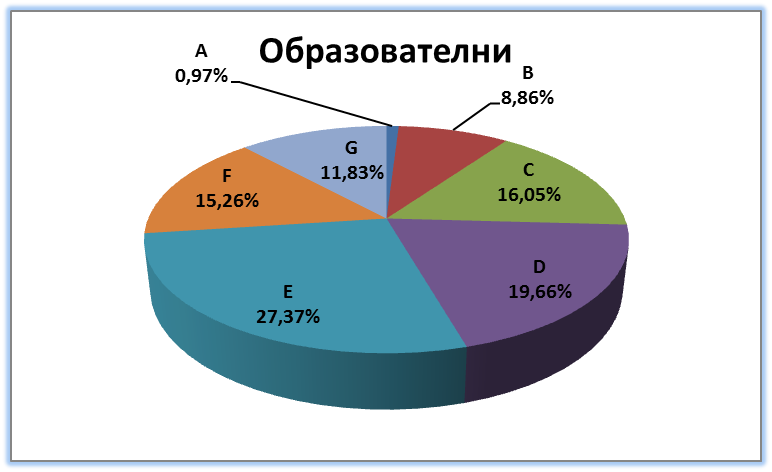 Образователни
A
0,97%
B
8,86%
C
16,05%
D
19,66%
E
27,37%
F
15,26%
G
11,83%